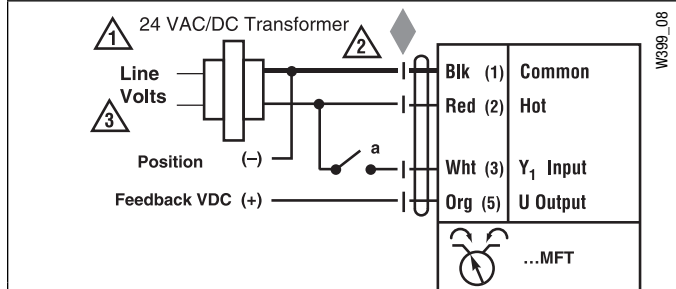 24 VAC/DC Transformer
1
2
Line
Volts
3
Blk (1) Common
Red (2) Hot
a
Position (–)
Wht (3) Y₁ Input
Feedback VDC (+)
Org (5) U Output
...MFT
W399_08